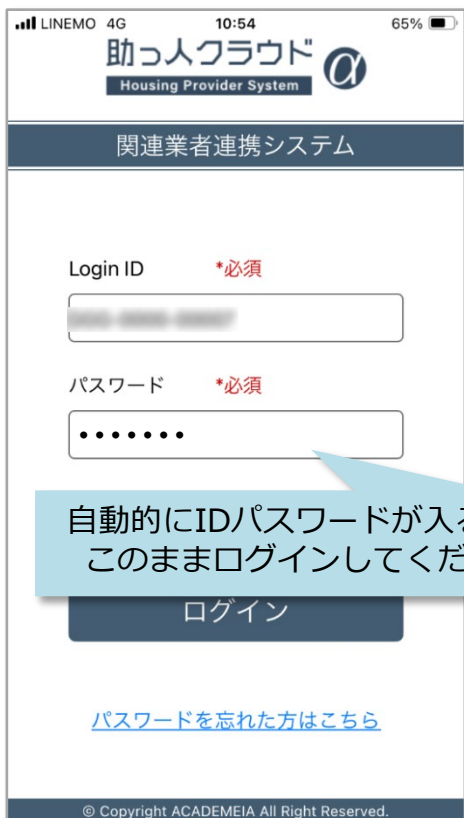 LINEMO 4G 10:54 65%
助っ人クラウド α
Housing Provider System
関連業者連携システム
Login ID *必須
パスワード *必須
•••••••
自動的にIDパスワードが入る
このままログインしてくだ
ログイン
パスワードを忘れた方はこちら
© Copyright ACADEMEIA All Right Reserved.